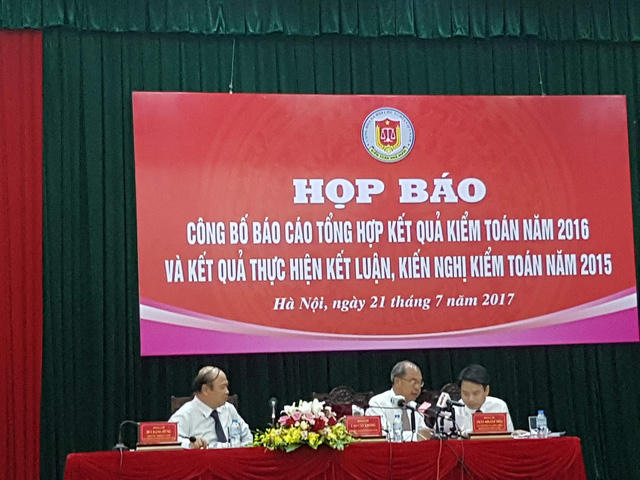 HỌP BÁO
CÔNG BỐ BÁO CÁO TỔNG HỢP KẾT QUẢ KIỂM TOÁN NĂM 2016
VÀ KẾT QUẢ THỰC HIỆN KẾT LUẬN, KIẾN NGHỊ KIỂM TOÁN NĂM 2015
Hà Nội, ngày 21 tháng 7 năm 2017